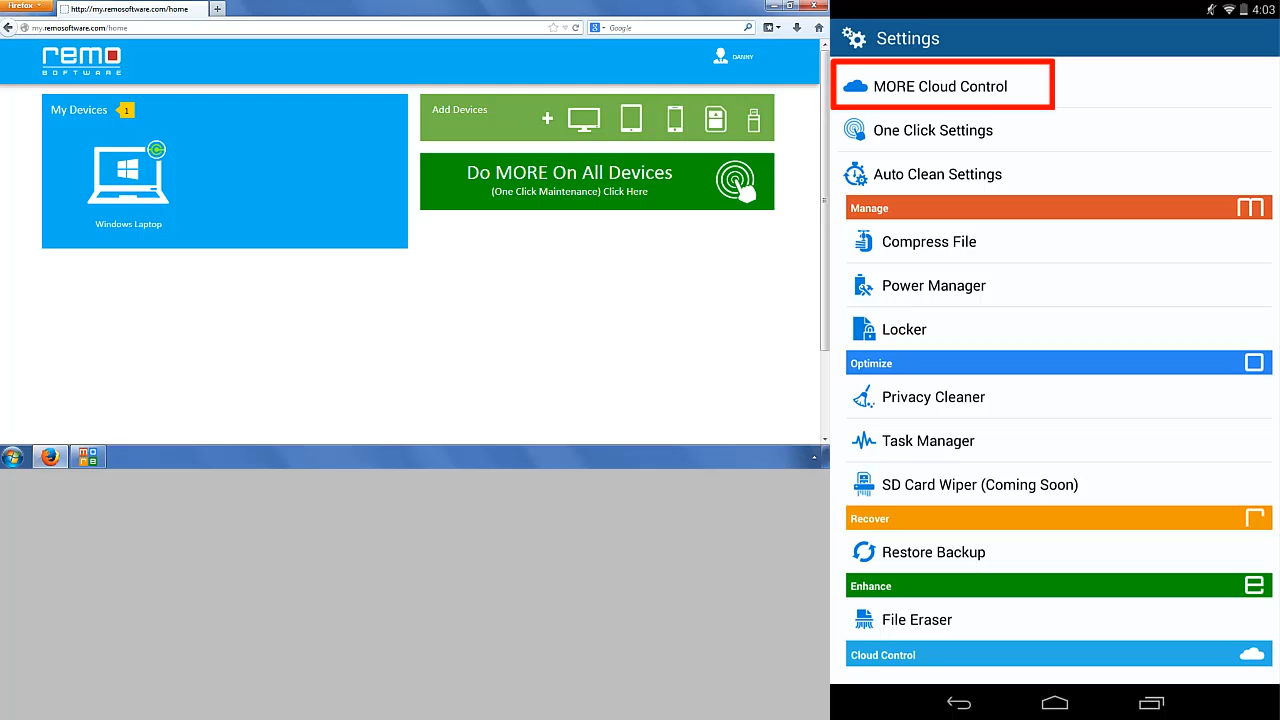 Firefox
http://my.remosoftware.com/home
my.remosoftware.com/home
Google
remo
SOFTWARE
DANNY
My Devices 1
Windows Laptop
Add Devices
Do MORE On All Devices
(One Click Maintenance) Click Here
4:03
Settings
MORE Cloud Control
One Click Settings
Auto Clean Settings
Manage m
Compress File
Power Manager
Locker
Optimize
Privacy Cleaner
Task Manager
SD Card Wiper (Coming Soon)
Recover r
Restore Backup
Enhance e
File Eraser
Cloud Control